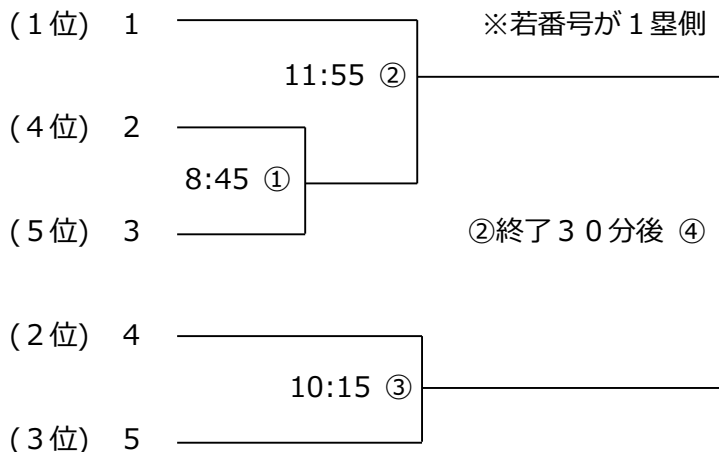 (１位) 1
※若番号が１塁側
11:55 ②
(４位) 2
8:45 ①
(５位) 3
②終了３０分後 ④
(２位) 4
10:15 ③
(３位) 5